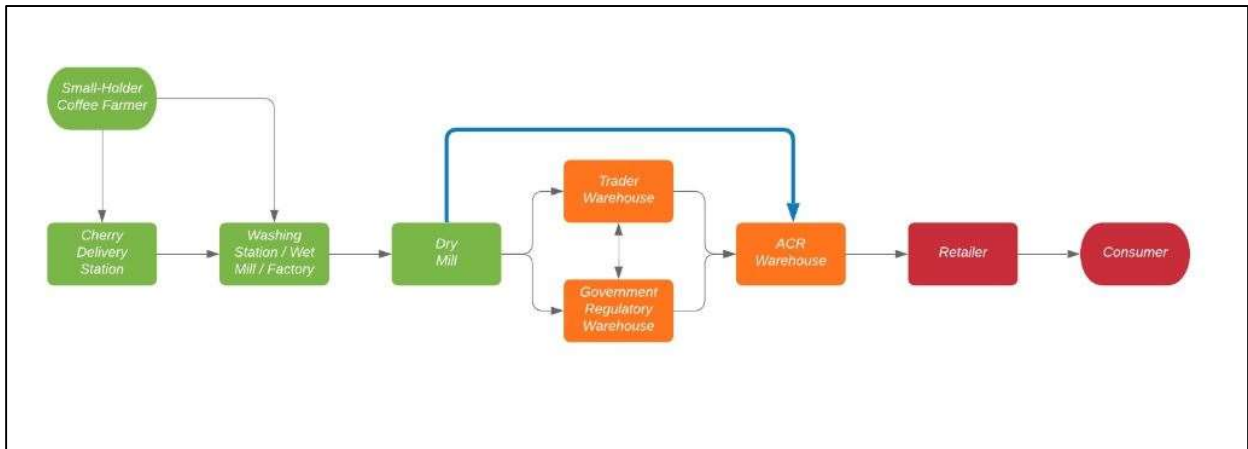 Small-Holder
Coffee Farmer
Cherry
Delivery
Station
Washing
Station / Wet
Mill / Factory
Dry
Mill
Trader
Warehouse
Government
Regulatory
Warehouse
ACR
Warehouse
Retailer
Consumer